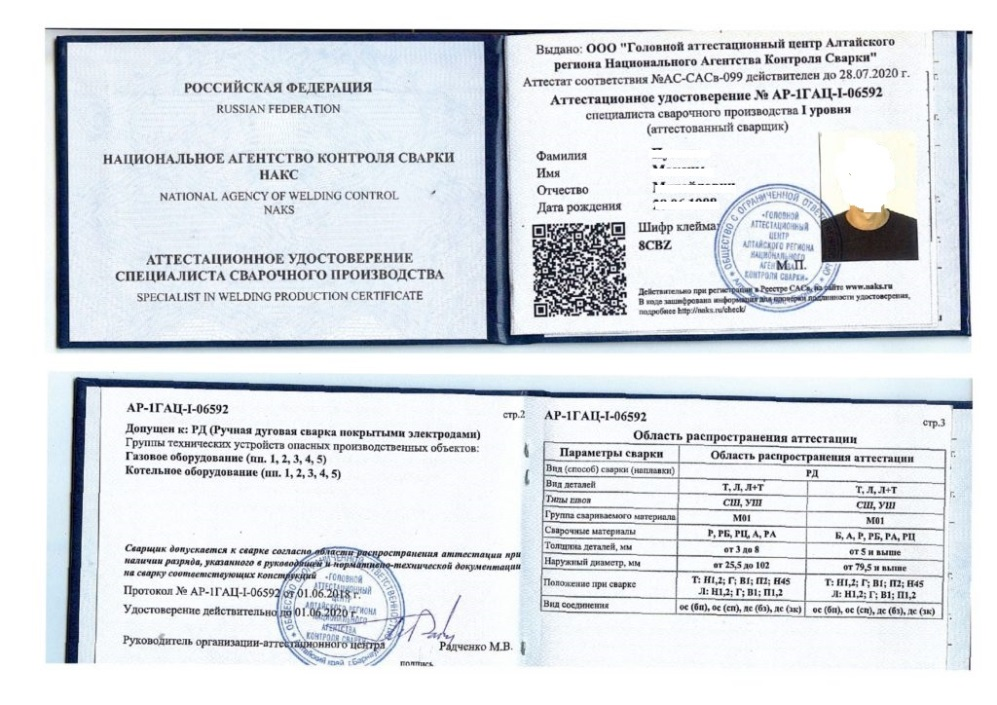 РОССИЙСКАЯ ФЕДЕРАЦИЯ
RUSSIAN FEDERATION
НАЦИОНАЛЬНОЕ АГЕНТСТВО КОНТРОЛЯ СВАРКИ
НАКС
NATIONAL AGENCY OF WELDING CONTROL
NAKS
АТТЕСТАЦИОННОЕ УДОСТОВЕРЕНИЕ
СПЕЦИАЛИСТА СВАРОЧНОГО ПРОИЗВОДСТВА
SPECIALIST IN WELDING PRODUCTION CERTIFICATE
Выдано: ООО "Головной аттестационный центр Алтайского
региона Национального Агентства Контроля Сварки"
Аттестат соответствия №АС-САСв-099 действителен до 28.07.2020 г.
Аттестационное удостоверение № АР-1ГАЦ-I-06592
специалиста сварочного производства I уровня
(аттестованный сварщик)
Фамилия
Имя
Отчество
Дата рождения
Шифр клейма
8CBZ
«ГОЛОВНОЙ
АТТЕСТАЦИОННЫЙ
ЦЕНТР
АЛТАЙСКОГО РЕГИОНА
НАЦИОНАЛЬНОГО
АГЕНТСТВА
КОНТРОЛЯ СВАРКИ»
М.П.
Действительно при регистрации в Реестре САСв, на сайте www.naks.ru
В коде зашифрована информация для проверки подлинности удостоверения,
подробнее http://naks.ru/check/
АР-1ГАЦ-I-06592
стр.2
Допущен к: РД (Ручная дуговая сварка покрытыми электродами)
Группы технических устройств опасных производственных объектов:
Газовое оборудование (пп. 1, 2, 3, 4, 5)
Котельное оборудование (пп. 1, 2, 3, 4, 5)
Сварщик допускается к сварке согласно области распространения аттестации при
наличии разряда, указанного в руководящей и нормативно-технической документации
на сварку соответствующих конструкций
Протокол № АР-1ГАЦ-I-06592 от 01.06.2018 г.
Удостоверение действительно до 01.06.2020 г.
Руководитель организации-аттестационного центра
Радченко М.В.
подпись
«ГОЛОВНОЙ
АТТЕСТАЦИОННЫЙ
ЦЕНТР
АЛТАЙСКОГО РЕГИОНА
НАЦИОНАЛЬНОГО
АГЕНТСТВА
КОНТРОЛЯ СВАРКИ»
АР-1ГАЦ-I-06592
стр.3
Область распространения аттестации
Параметры сварки Область распространения аттестации
Вид (способ) сварки (наплавки) РД
Вид деталей Т, Л, Л+Т Т, Л, Л+Т
Типы швов СШ, УШ СШ, УШ
Группа свариваемого материала М01 М01
Сварочные материалы Р, РБ, РЦ, А, РА Б, А, Р, РБ, РА, РЦ
Толщина деталей, мм от 3 до 8 от 5 и выше
Наружный диаметр, мм от 25,5 до 102 от 79,5 и выше
Положение при сварке Т: Н1,2; Г; В1; П2; Н45 Т: Н1,2; Г; В1; П2; Н45
Л: Н1,2; Г; В1; П1,2 Л: Н1,2; Г; В1; П1,2
Вид соединения ос (бп), ос (сп), дс (бз), дс (зк) ос (бп), ос (сп), дс (бз), дс (зк)